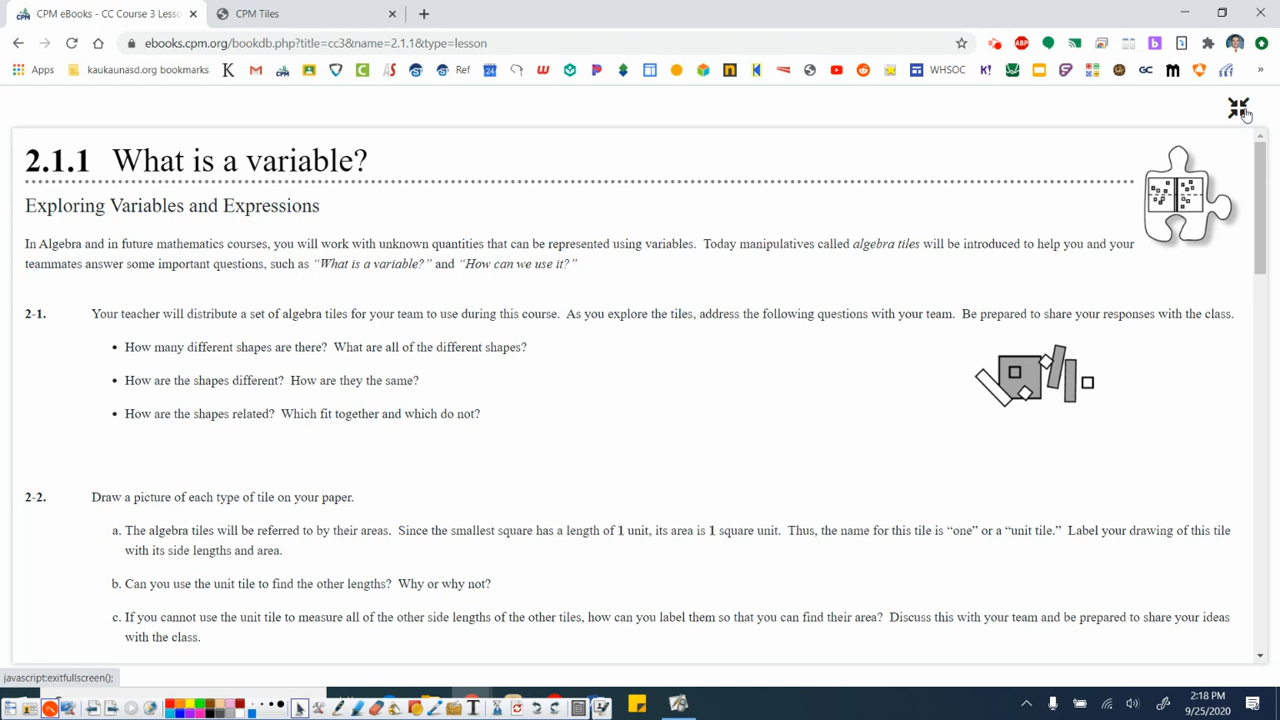 CPM eBooks - CC Course 3 Lesso
CPM Tiles
ebooks.cpm.org/bookdb.php?title=cc3&name=2.1.1&type=lesson
Apps
kaukaunasd.org bookmarks
Ref
WHSOC
2.1.1 What is a variable?
Exploring Variables and Expressions
In Algebra and in future mathematics courses, you will work with unknown quantities that can be represented using variables. Today manipulatives called algebra tiles will be introduced to help you and your
teammates answer some important questions, such as “What is a variable?” and “How can we use it?”
2-1. Your teacher will distribute a set of algebra tiles for your team to use during this course. As you explore the tiles, address the following questions with your team. Be prepared to share your responses with the class.
• How many different shapes are there? What are all of the different shapes?
• How are the shapes different? How are they the same?
• How are the shapes related? Which fit together and which do not?
2-2. Draw a picture of each type of tile on your paper.
a. The algebra tiles will be referred to by their areas. Since the smallest square has a length of 1 unit, its area is 1 square unit. Thus, the name for this tile is “one” or a “unit tile.” Label your drawing of this tile
with its side lengths and area.
b. Can you use the unit tile to find the other lengths? Why or why not?
c. If you cannot use the unit tile to measure all of the other side lengths of the other tiles, how can you label them so that you can find their area? Discuss this with your team and be prepared to share your ideas
with the class.
javascript:exitfullscreen();
2:18 PM
9/25/2020